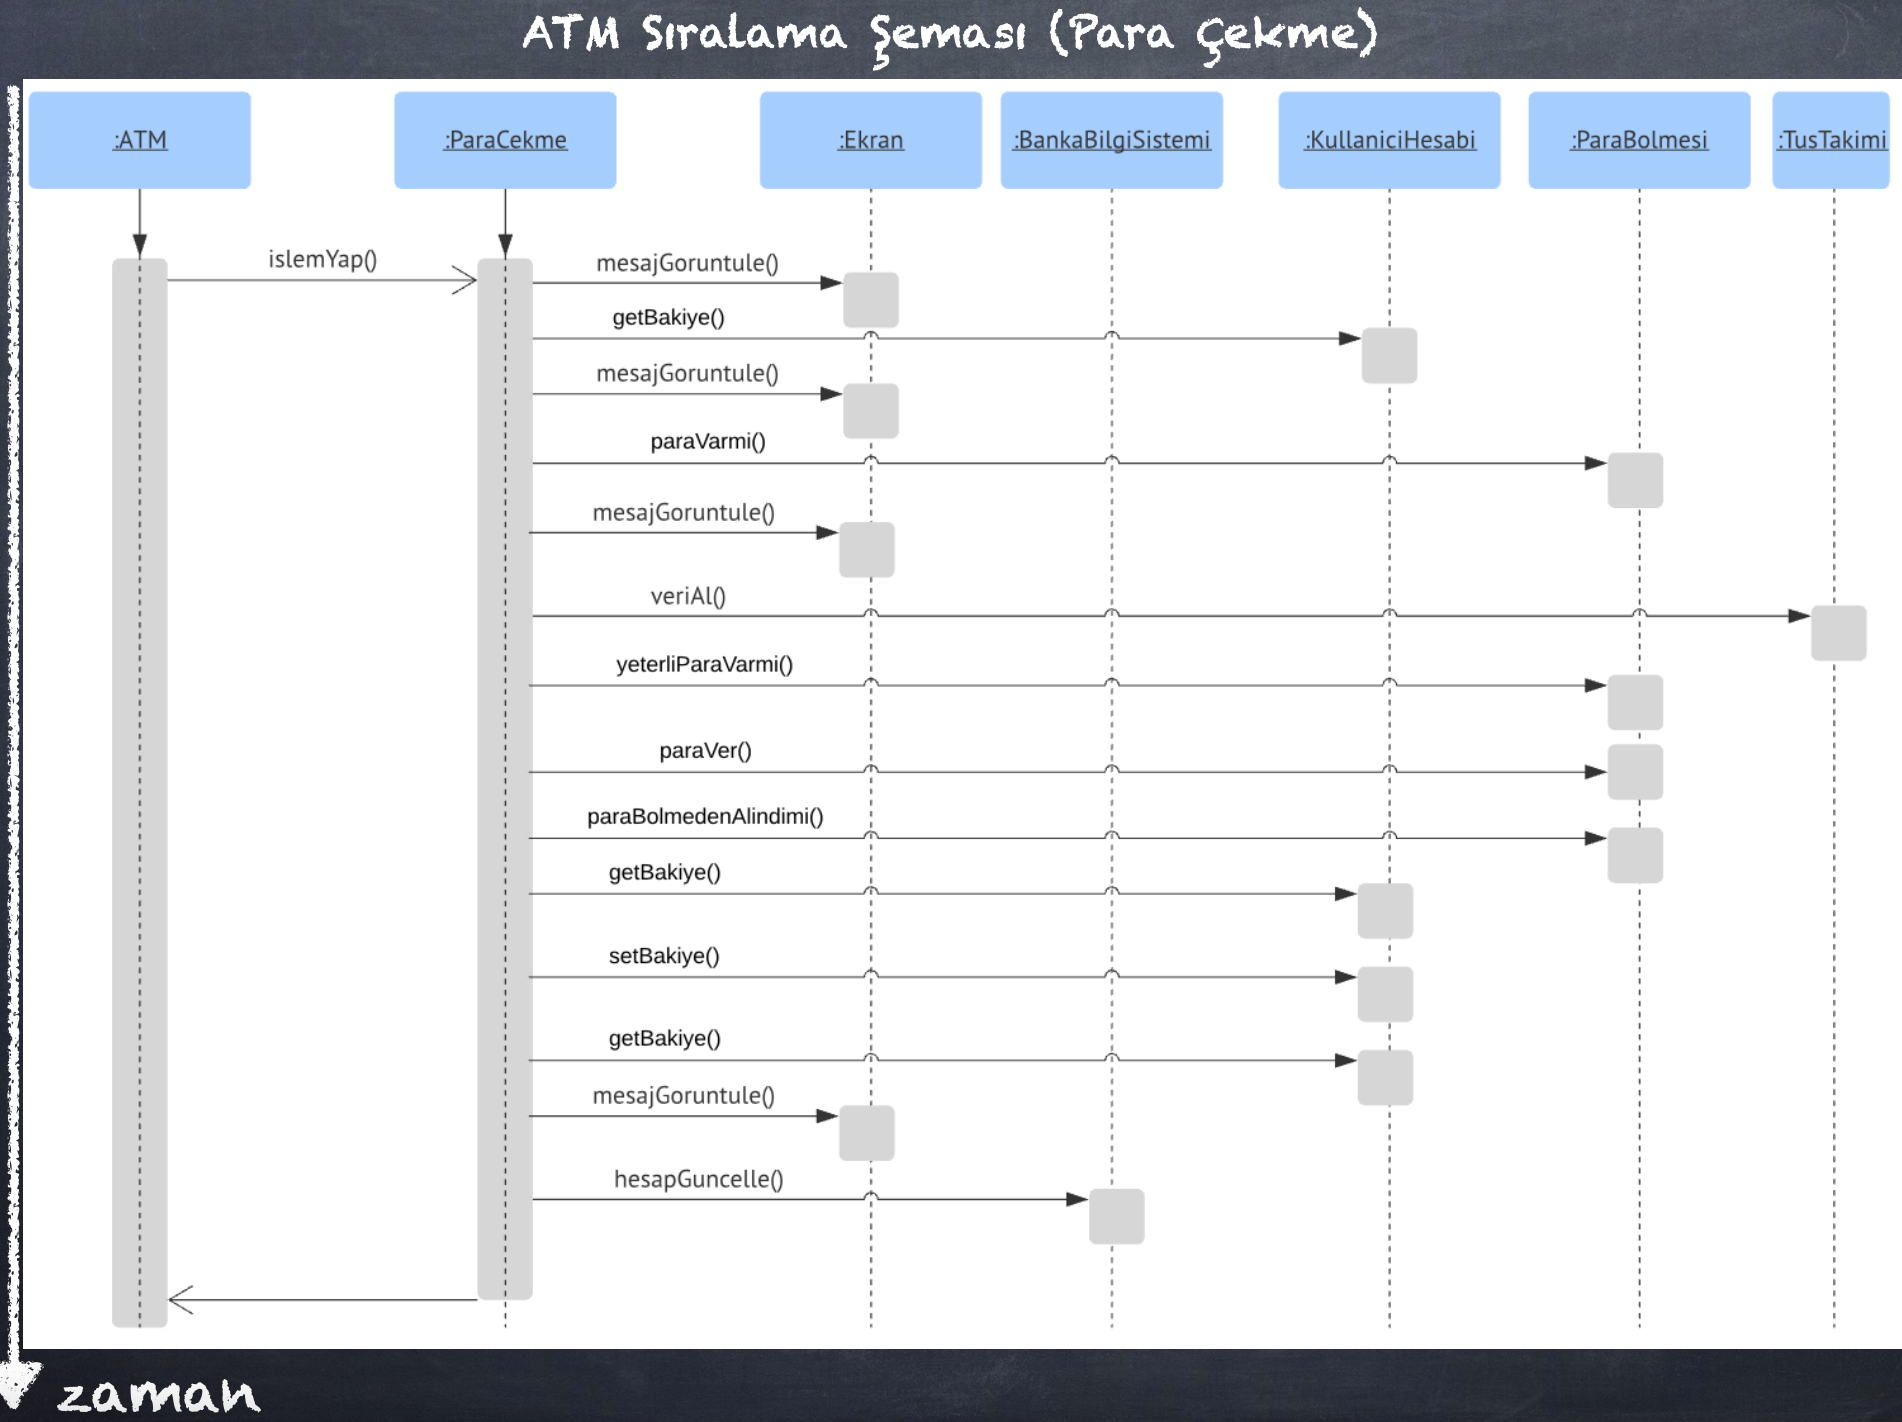 ATM Sıralama Şeması (Para Çekme)
:ATM
:ParaCekme
:Ekran
:BankaBilgiSistemi
:KullaniciHesabi
:ParaBolmesi
:TusTakimi
islemYap()
mesajGoruntule()
getBakiye()
mesajGoruntule()
paraVarmi()
mesajGoruntule()
veriAl()
yeterliParaVarmi()
paraVer()
paraBolmedenAlindimi()
getBakiye()
setBakiye()
getBakiye()
mesajGoruntule()
hesapGuncelle()
zaman